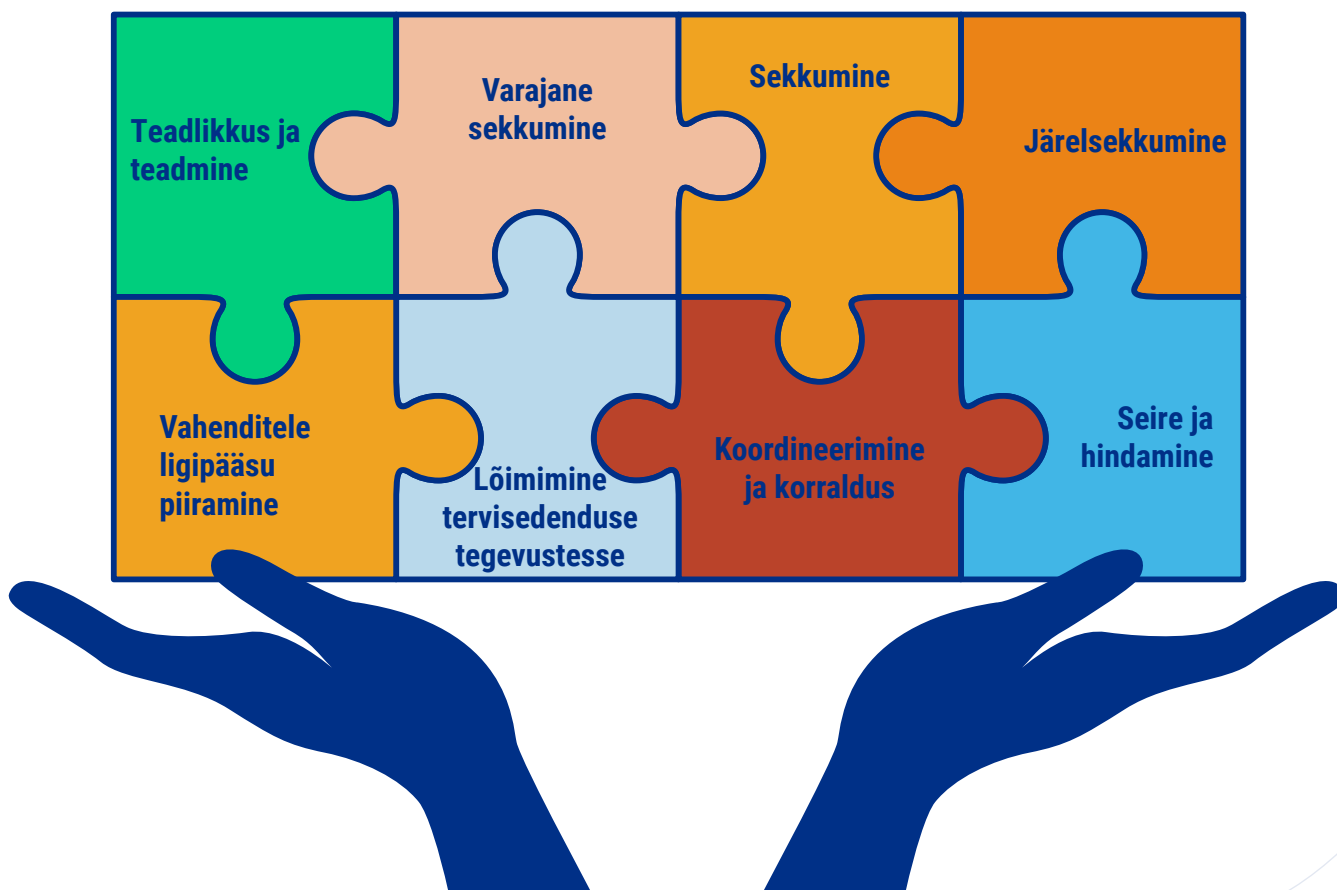 Teadlikkus ja
teadmine
Varajane
sekkumine
Sekkumine
Järelsekkumine
Vahenditele
ligipääsu
piiramine
Lõimimine
tervisedenduse
tegevustesse
Koordineerimine
ja korraldus
Seire ja
hindamine